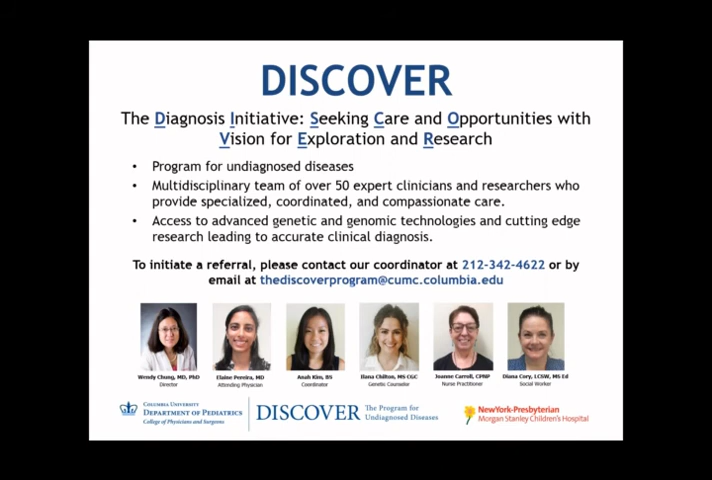 DISCOVER
The Diagnosis Initiative: Seeking Care and Opportunities with
Vision for Exploration and Research
• Program for undiagnosed diseases
• Multidisciplinary team of over 50 expert clinicians and researchers who
provide specialized, coordinated, and compassionate care.
• Access to advanced genetic and genomic technologies and cutting edge
research leading to accurate clinical diagnosis.
To initiate a referral, please contact our coordinator at 212-342-4622 or by
email at thediscoverprogram@cumc.columbia.edu
Wendy Chung, MD, PhD
Director
Elaine Pereira, MD
Attending Physician
Anah Kim, BS
Coordinator
Ilana Chilton, MS CGC
Genetic Counselor
Joanne Carroll, CPNP
Nurse Practitioner
Diana Cory, LCSW, MS Ed
Social Worker
COLUMBIA UNIVERSITY
DEPARTMENT OF PEDIATRICS
College of Physicians and Surgeons
DISCOVER
The Program for
Undiagnosed Diseases
NewYork-Presbyterian
Morgan Stanley Children's Hospital